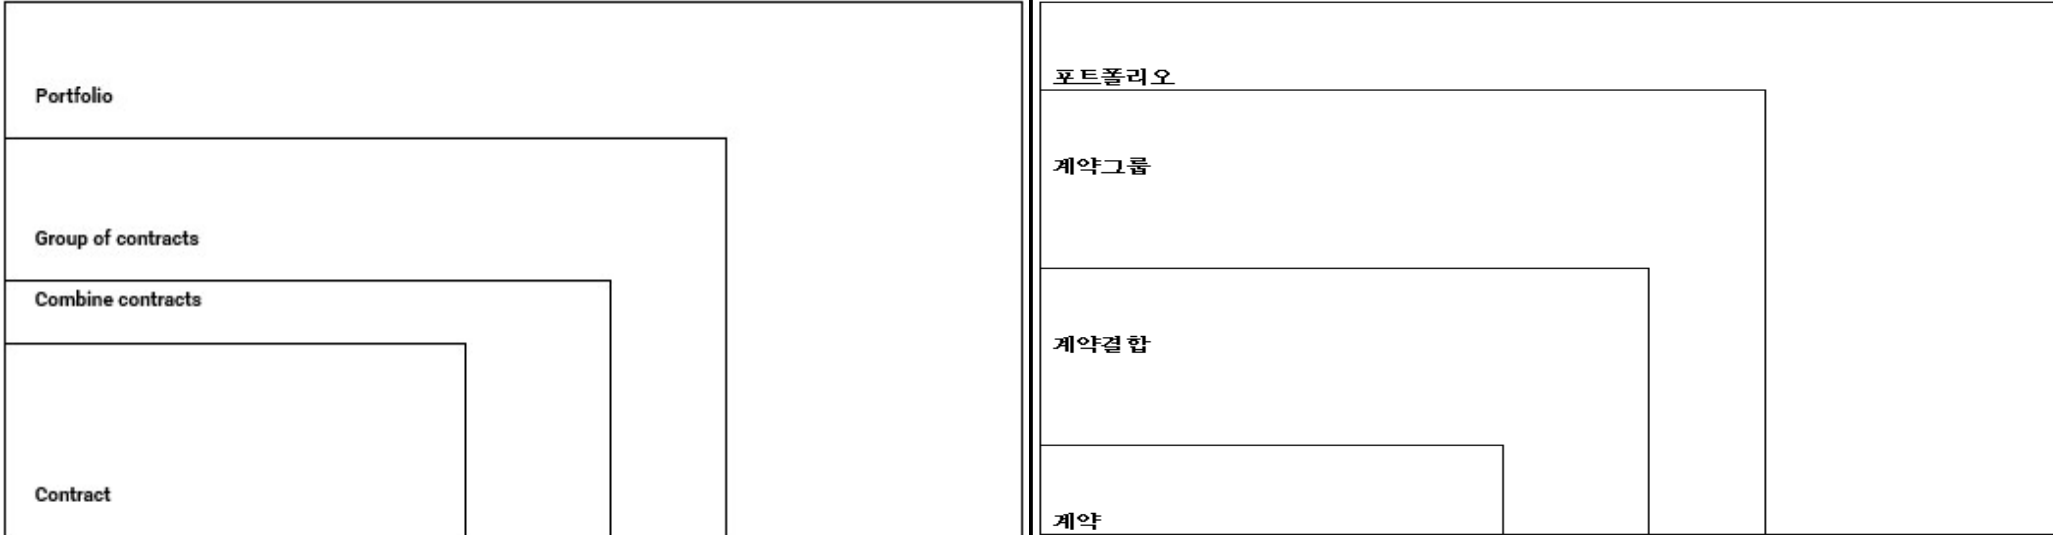 Portfolio
Group of contracts
Combine contracts
Contract
포트폴리오
계약그룹
계약결합
계약